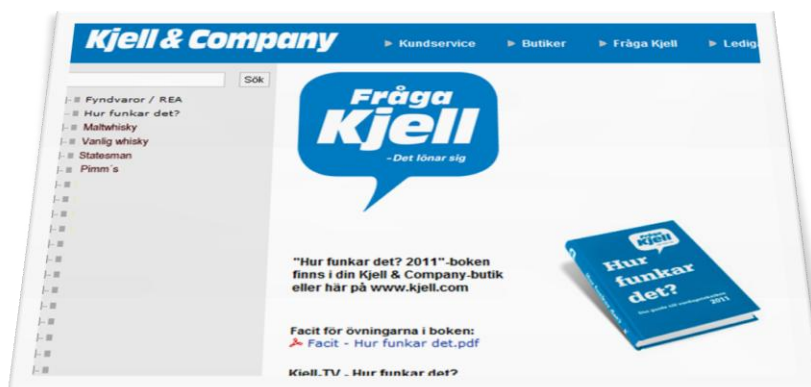 Kjell & Company
Kundservice
Butiker
Fråga Kjell
Sök
Fyndvaror / REA
Hur funkar det?
Maltwhisky
Vanlig whisky
Statesman
Pimm´s
Fråga
Kjell
-Det lönar sig
"Hur funkar det? 2011"-boken
finns i din Kjell & Company-butik
eller här på www.kjell.com
Facit för övningarna i boken:
Facit - Hur funkar det.pdf
Kjell-TV - Hur funkar det?
Fråga
Kjell
Hur
funkar
det?
2011